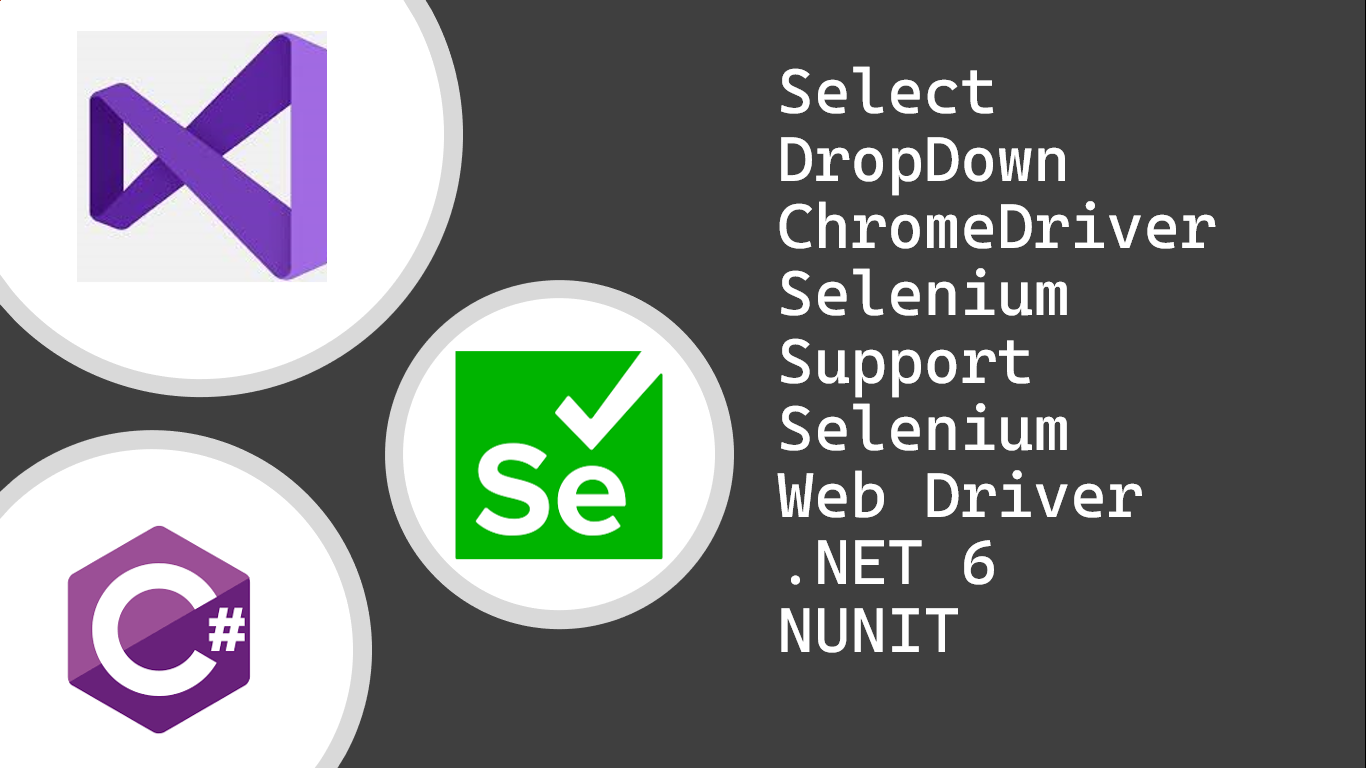 Select
DropDown
ChromeDriver
Selenium
Support
Selenium
Web Driver
.NET 6
NUNIT
Se
C#